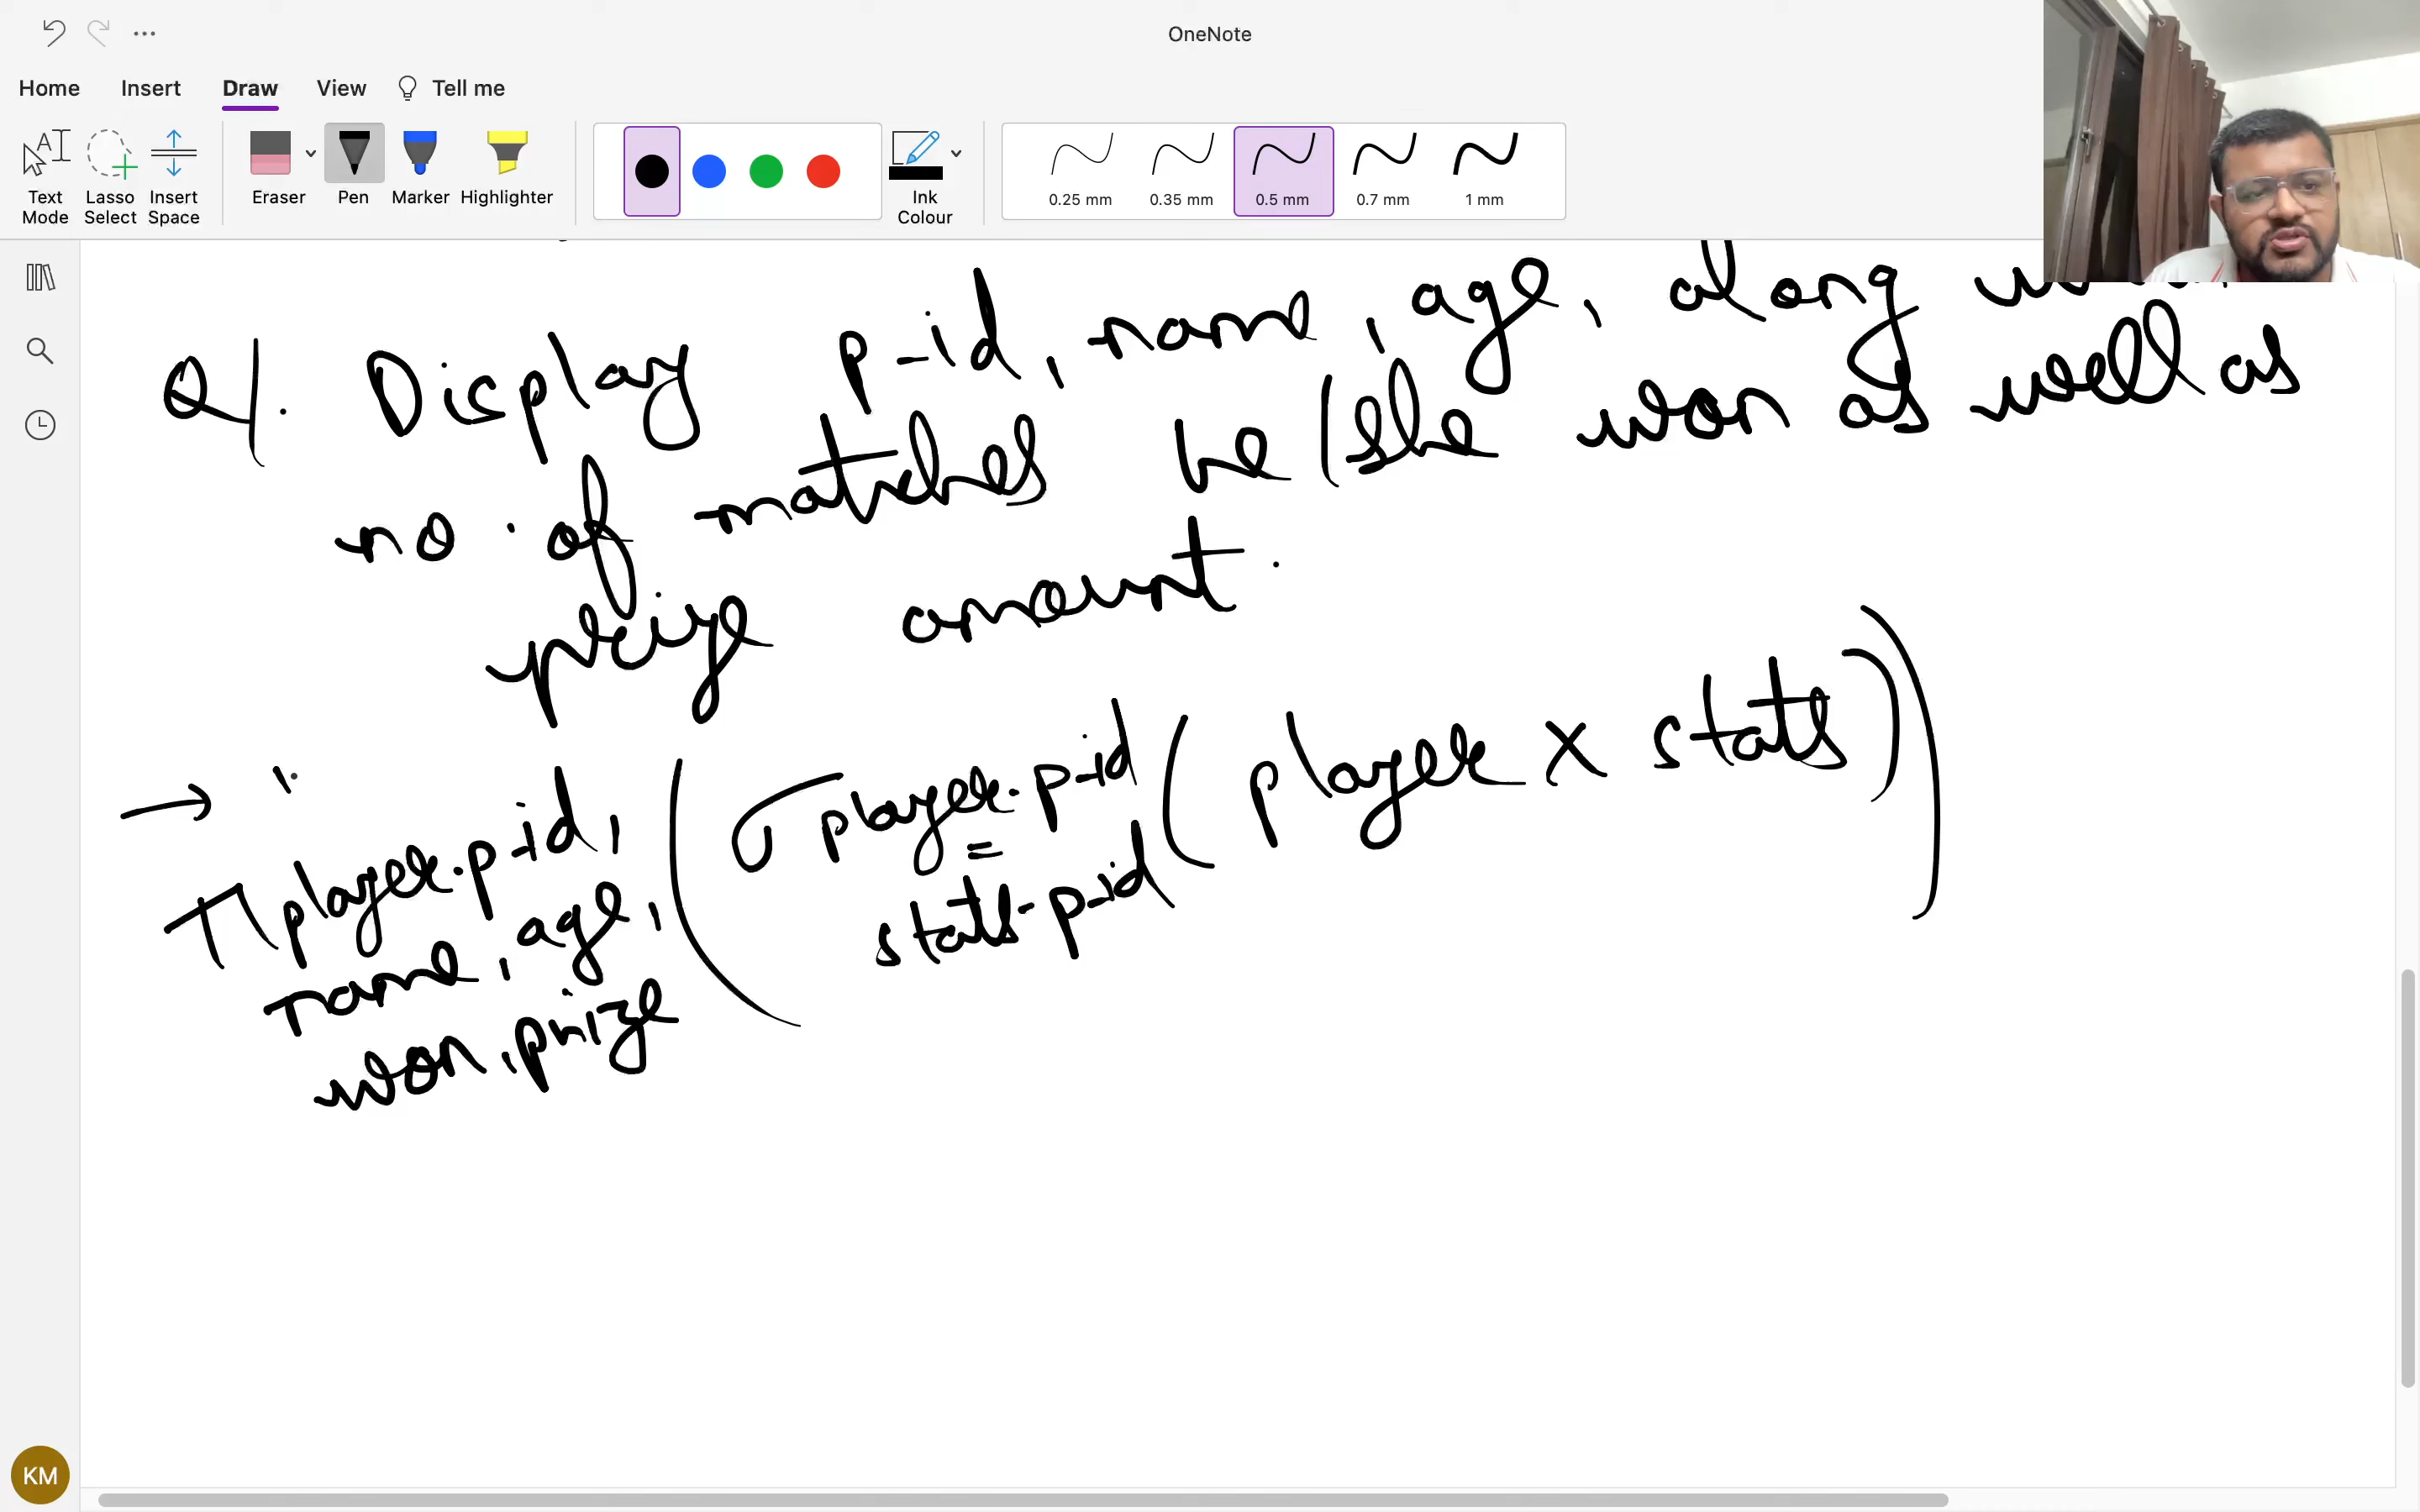 OneNote
Home Insert Draw View Tell me
Text Mode Lasso Select Insert Space Eraser Pen Marker Highlighter Ink Colour 0.25 mm 0.35 mm 0.5 mm 0.7 mm 1 mm
Q1. Display p-id, name, age, along
no. of matches he/she won as well as
prize amount.
→ π player.p-id, name, age, won, prize ( σ player.p-id = stats.p-id ( player X stats ) )
KM